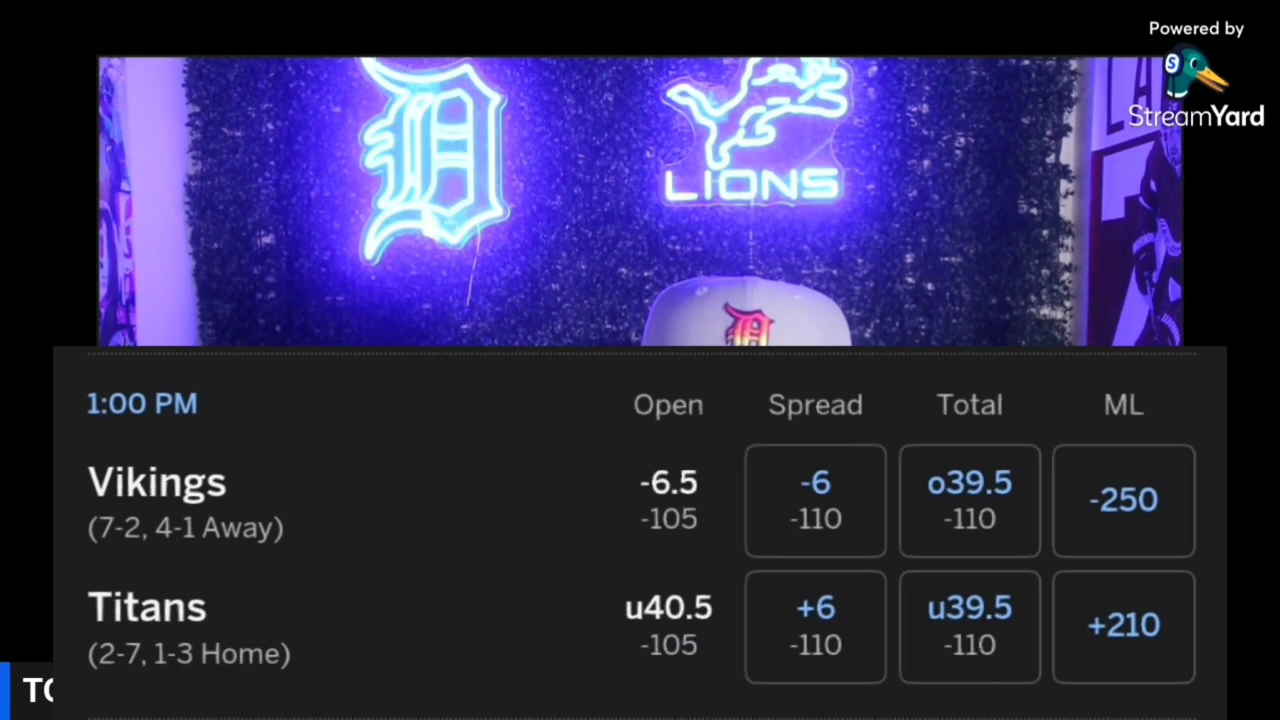 Powered by
StreamYard
D
LIONS
LA
D
1:00 PM Open Spread Total ML
Vikings -6.5 -6 o39.5 -250
(7-2, 4-1 Away) -105 -110 -110
Titans u40.5 +6 u39.5 +210
(2-7, 1-3 Home) -105 -110 -110